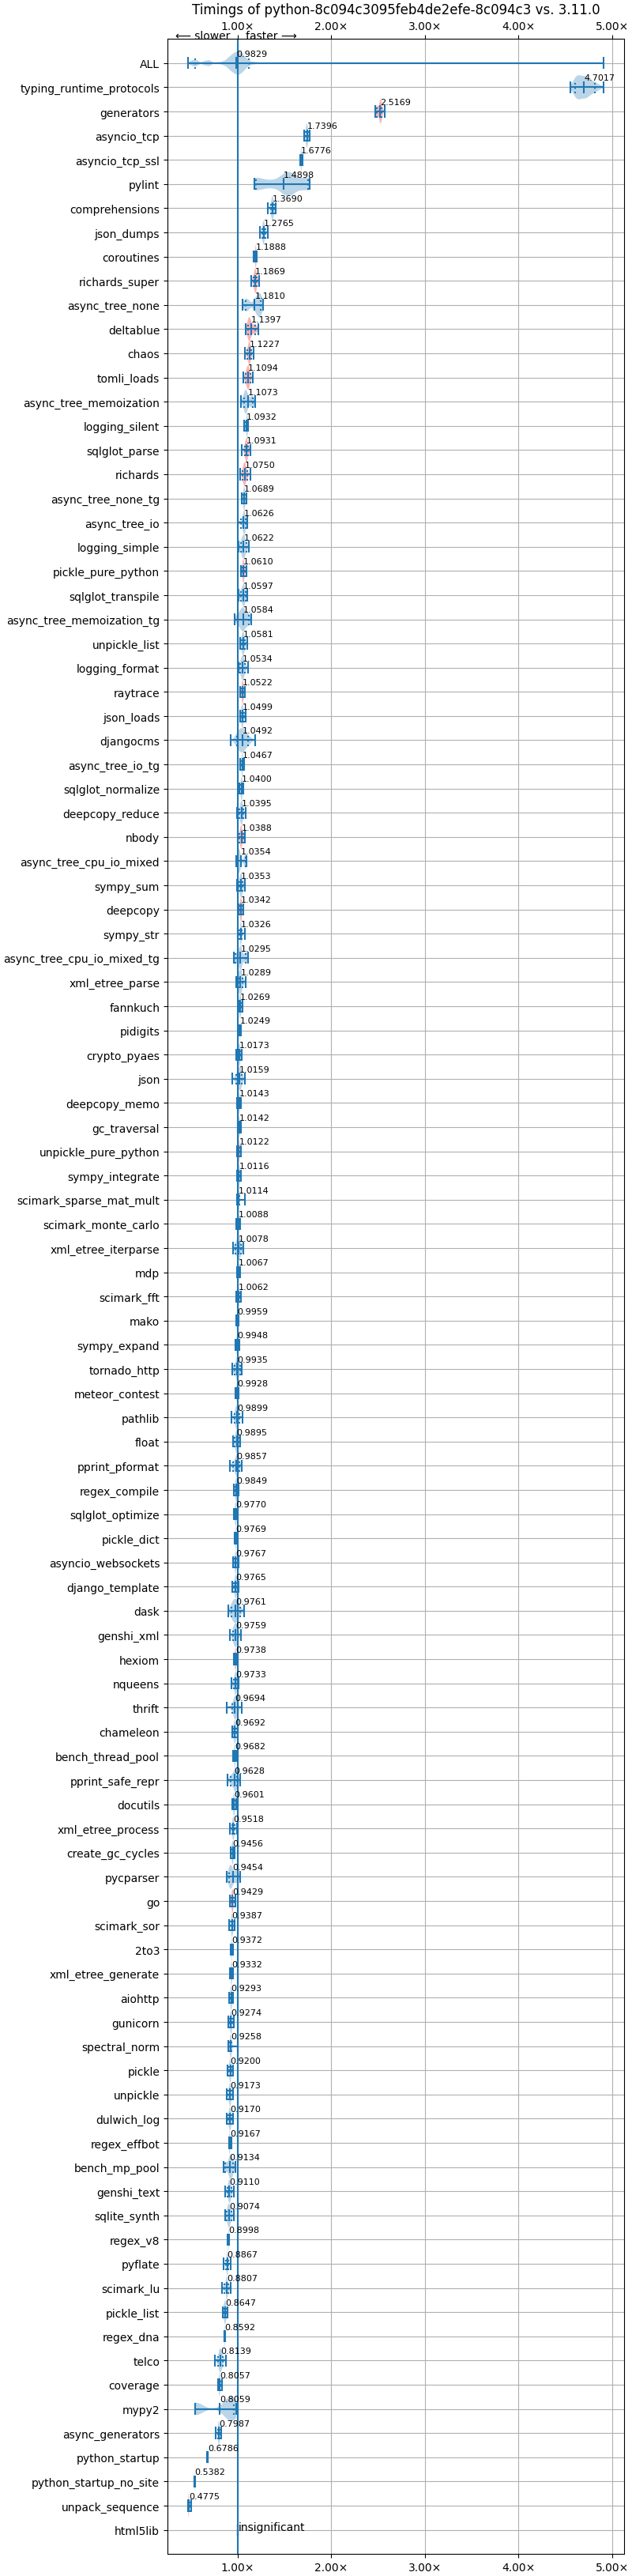 Timings of python-8c094c3095feb4de2efe-8c094c3 vs. 3.11.0
1.00× 2.00× 3.00× 4.00× 5.00×
⟵ slower faster ⟶
ALL 0.9829
typing_runtime_protocols 4.7017
generators 2.5169
asyncio_tcp 1.7396
asyncio_tcp_ssl 1.6776
pylint 1.4898
comprehensions 1.3690
json_dumps 1.2765
coroutines 1.1888
richards_super 1.1869
async_tree_none 1.1810
deltablue 1.1397
chaos 1.1227
tomli_loads 1.1094
async_tree_memoization 1.1073
logging_silent 1.0932
sqlglot_parse 1.0931
richards 1.0750
async_tree_none_tg 1.0689
async_tree_io 1.0626
logging_simple 1.0622
pickle_pure_python 1.0610
sqlglot_transpile 1.0597
async_tree_memoization_tg 1.0584
unpickle_list 1.0581
logging_format 1.0534
raytrace 1.0522
json_loads 1.0499
djangocms 1.0492
async_tree_io_tg 1.0467
sqlglot_normalize 1.0400
deepcopy_reduce 1.0395
nbody 1.0388
async_tree_cpu_io_mixed 1.0354
sympy_sum 1.0353
deepcopy 1.0342
sympy_str 1.0326
async_tree_cpu_io_mixed_tg 1.0295
xml_etree_parse 1.0289
fannkuch 1.0269
pidigits 1.0249
crypto_pyaes 1.0173
json 1.0159
deepcopy_memo 1.0143
gc_traversal 1.0142
unpickle_pure_python 1.0122
sympy_integrate 1.0116
scimark_sparse_mat_mult 1.0114
scimark_monte_carlo 1.0088
xml_etree_iterparse 1.0078
mdp 1.0067
scimark_fft 1.0062
mako 0.9959
sympy_expand 0.9948
tornado_http 0.9935
meteor_contest 0.9928
pathlib 0.9899
float 0.9895
pprint_pformat 0.9857
regex_compile 0.9849
sqlglot_optimize 0.9770
pickle_dict 0.9769
asyncio_websockets 0.9767
django_template 0.9765
dask 0.9761
genshi_xml 0.9759
hexiom 0.9738
nqueens 0.9733
thrift 0.9694
chameleon 0.9692
bench_thread_pool 0.9682
pprint_safe_repr 0.9628
docutils 0.9601
xml_etree_process 0.9518
create_gc_cycles 0.9456
pycparser 0.9454
go 0.9429
scimark_sor 0.9387
2to3 0.9372
xml_etree_generate 0.9332
aiohttp 0.9293
gunicorn 0.9274
spectral_norm 0.9258
pickle 0.9200
unpickle 0.9173
dulwich_log 0.9170
regex_effbot 0.9167
bench_mp_pool 0.9134
genshi_text 0.9110
sqlite_synth 0.9074
regex_v8 0.8998
pyflate 0.8867
scimark_lu 0.8807
pickle_list 0.8647
regex_dna 0.8592
telco 0.8139
coverage 0.8057
mypy2 0.8059
async_generators 0.7987
python_startup 0.6786
python_startup_no_site 0.5382
unpack_sequence 0.4775
html5lib insignificant
1.00× 2.00× 3.00× 4.00× 5.00×